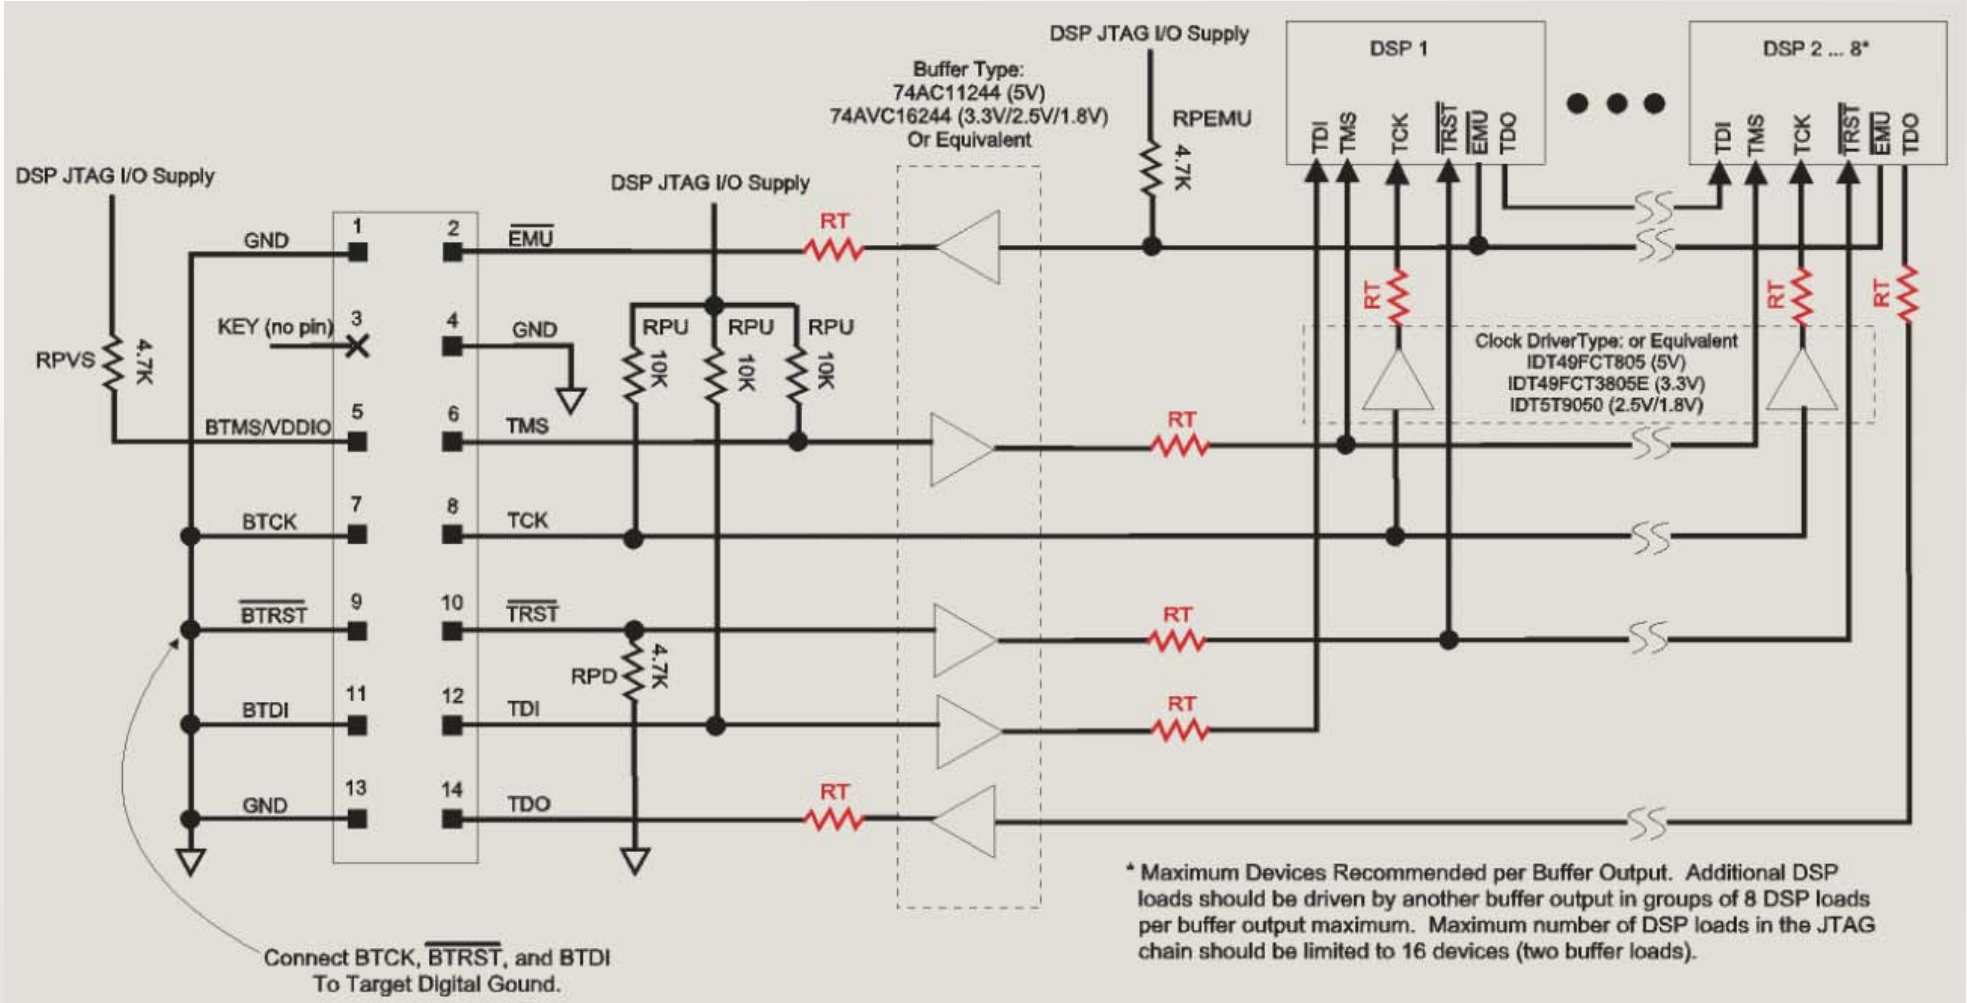 DSP JTAG I/O Supply
DSP 1
DSP 2 ... 8*
Buffer Type:
74AC11244 (5V)
74AVC16244 (3.3V/2.5V/1.8V)
Or Equivalent
RPEMU
4.7K
TDI
TMS
TCK
TRST
EMU
TDO
TDI
TMS
TCK
TRST
EMU
TDO
DSP JTAG I/O Supply
DSP JTAG I/O Supply
GND
1
2
EMU
RT
RT
RT
RT
KEY (no pin)
3
4
GND
RPU
RPU
RPU
10K
10K
10K
RPVS
4.7K
Clock DriverType: or Equivalent
IDT49FCT805 (5V)
IDT49FCT3805E (3.3V)
IDT5T9050 (2.5V/1.8V)
BTMS/VDDIO
5
6
TMS
RT
BTCK
7
8
TCK
BTRST
9
10
TRST
RT
RPD
4.7K
BTDI
11
12
TDI
RT
GND
13
14
TDO
RT
* Maximum Devices Recommended per Buffer Output. Additional DSP
loads should be driven by another buffer output in groups of 8 DSP loads
per buffer output maximum. Maximum number of DSP loads in the JTAG
chain should be limited to 16 devices (two buffer loads).
Connect BTCK, BTRST, and BTDI
To Target Digital Gound.